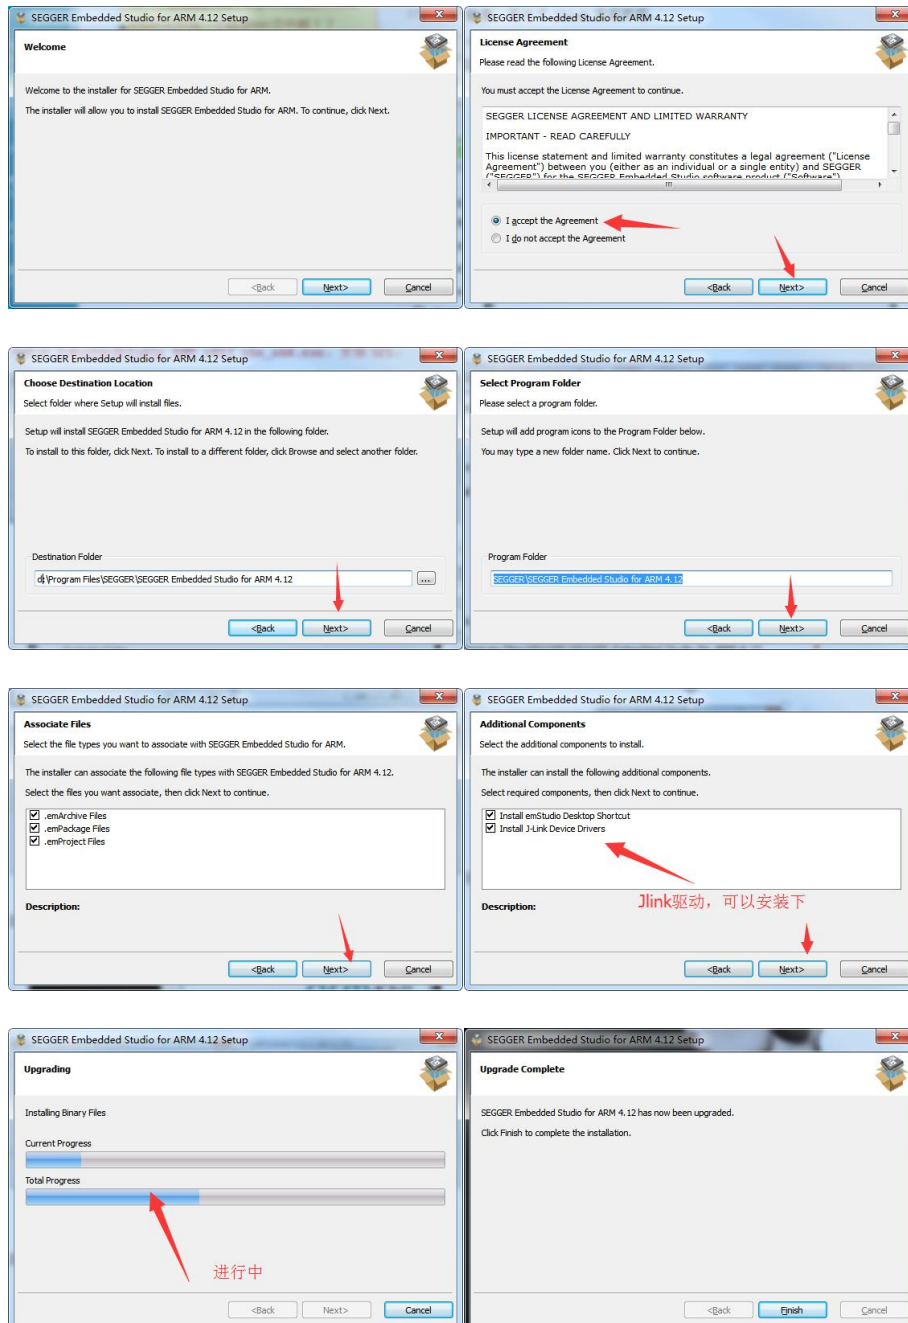 SEGGER Embedded Studio for ARM 4.12 Setup
Welcome
Welcome to the installer for SEGGER Embedded Studio for ARM.
The installer will allow you to install SEGGER Embedded Studio for ARM. To continue, click Next.
<Back
Next>
Cancel
SEGGER Embedded Studio for ARM 4.12 Setup
License Agreement
Please read the following License Agreement.
You must accept the License Agreement to continue.
SEGGER LICENSE AGREEMENT AND LIMITED WARRANTY
IMPORTANT - READ CAREFULLY
This license statement and limited warranty constitutes a legal agreement ("License
Agreement") between you (either as an individual or a single entity) and SEGGER
("SEGGER") for the SEGGER Embedded Studio software product ("Software")
I accept the Agreement
I do not accept the Agreement
<Back
Next>
Cancel
SEGGER Embedded Studio for ARM 4.12 Setup
Choose Destination Location
Select folder where Setup will install files.
Setup will install SEGGER Embedded Studio for ARM 4.12 in the following folder.
To install to this folder, click Next. To install to a different folder, click Browse and select another folder.
Destination Folder
d:\Program Files\SEGGER\SEGGER Embedded Studio for ARM 4.12
...
<Back
Next>
Cancel
SEGGER Embedded Studio for ARM 4.12 Setup
Select Program Folder
Please select a program folder.
Setup will add program icons to the Program Folder below.
You may type a new folder name. Click Next to continue.
Program Folder
SEGGER\SEGGER Embedded Studio for ARM 4.12
<Back
Next>
Cancel
SEGGER Embedded Studio for ARM 4.12 Setup
Associate Files
Select the file types you want to associate with SEGGER Embedded Studio for ARM.
The installer can associate the following file types with SEGGER Embedded Studio for ARM 4.12.
Select the files you want associate, then click Next to continue.
.emArchive Files
.emPackage Files
.emProject Files
Description:
<Back
Next>
Cancel
SEGGER Embedded Studio for ARM 4.12 Setup
Additional Components
Select the additional components to install.
The installer can install the following additional components.
Select required components, then click Next to continue.
Install emStudio Desktop Shortcut
Install J-Link Device Drivers
Jlink驱动，可以安装下
Description:
<Back
Next>
Cancel
SEGGER Embedded Studio for ARM 4.12 Setup
Upgrading
Installing Binary Files
Current Progress
Total Progress
进行中
<Back
Next>
Cancel
SEGGER Embedded Studio for ARM 4.12 Setup
Upgrade Complete
SEGGER Embedded Studio for ARM 4.12 has now been upgraded.
Click Finish to complete the installation.
<Back
Finish
Cancel